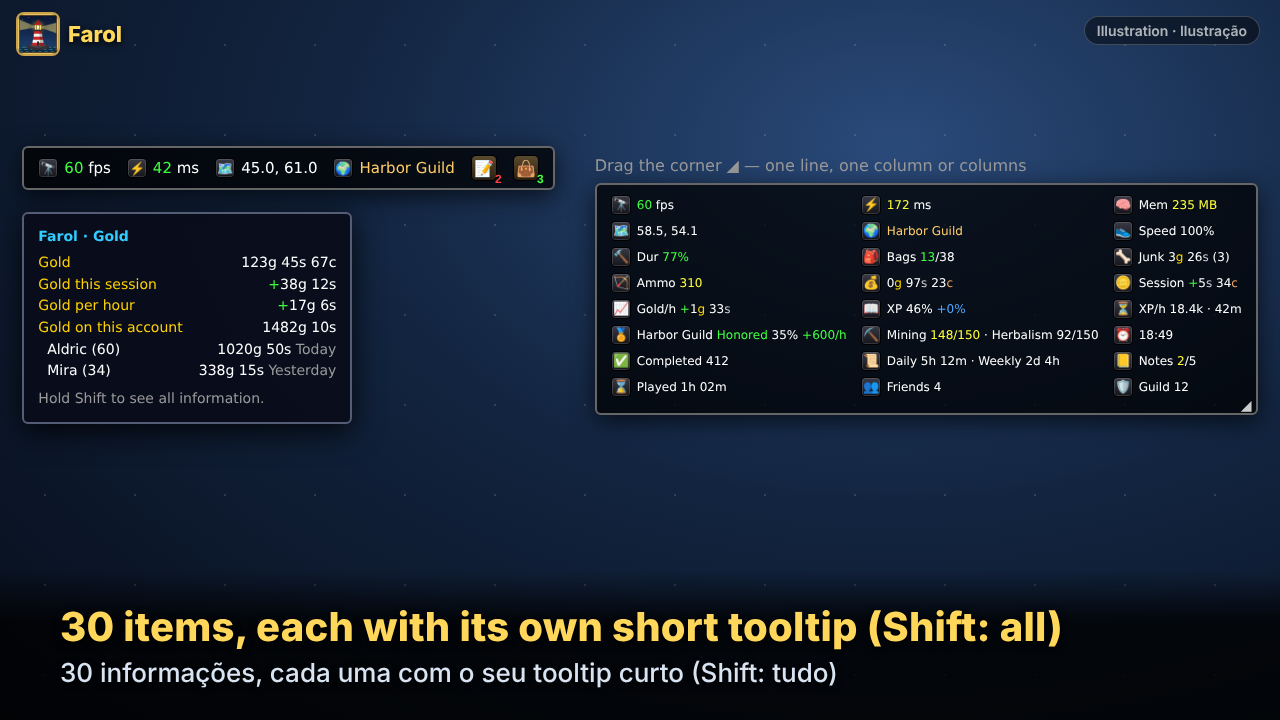 Farol
Illustration · Ilustração
60 fps 42 ms 45.0, 61.0 Harbor Guild 2 3
Farol · Gold
Gold 123g 45s 67c
Gold this session +38g 12s
Gold per hour +17g 6s
Gold on this account 1482g 10s
Aldric (60) 1020g 50s Today
Mira (34) 338g 15s Yesterday
Hold Shift to see all information.
Drag the corner ◢ — one line, one column or columns
60 fps 172 ms Mem 235 MB
58.5, 54.1 Harbor Guild Speed 100%
Dur 77% Bags 13/38 Junk 3g 26s (3)
Ammo 310 0g 97s 23c Session +5s 34c
Gold/h +1g 33s XP 46% +0% XP/h 18.4k · 42m
Harbor Guild Honored 35% +600/h Mining 148/150 · Herbalism 92/150 18:49
Completed 412 Daily 5h 12m · Weekly 2d 4h Notes 2/5
Played 1h 02m Friends 4 Guild 12
30 items, each with its own short tooltip (Shift: all)
30 informações, cada uma com o seu tooltip curto (Shift: tudo)